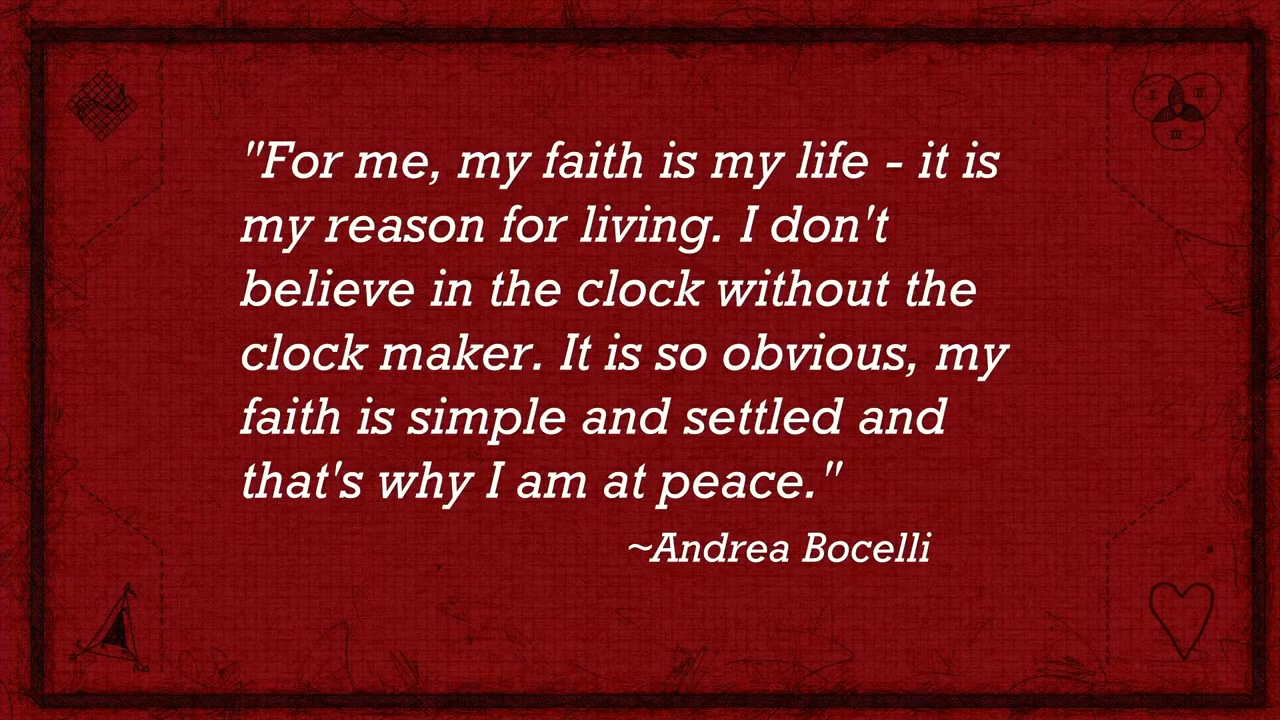 "For me, my faith is my life - it is
my reason for living. I don't
believe in the clock without the
clock maker. It is so obvious, my
faith is simple and settled and
that's why I am at peace."
~Andrea Bocelli
I II
III